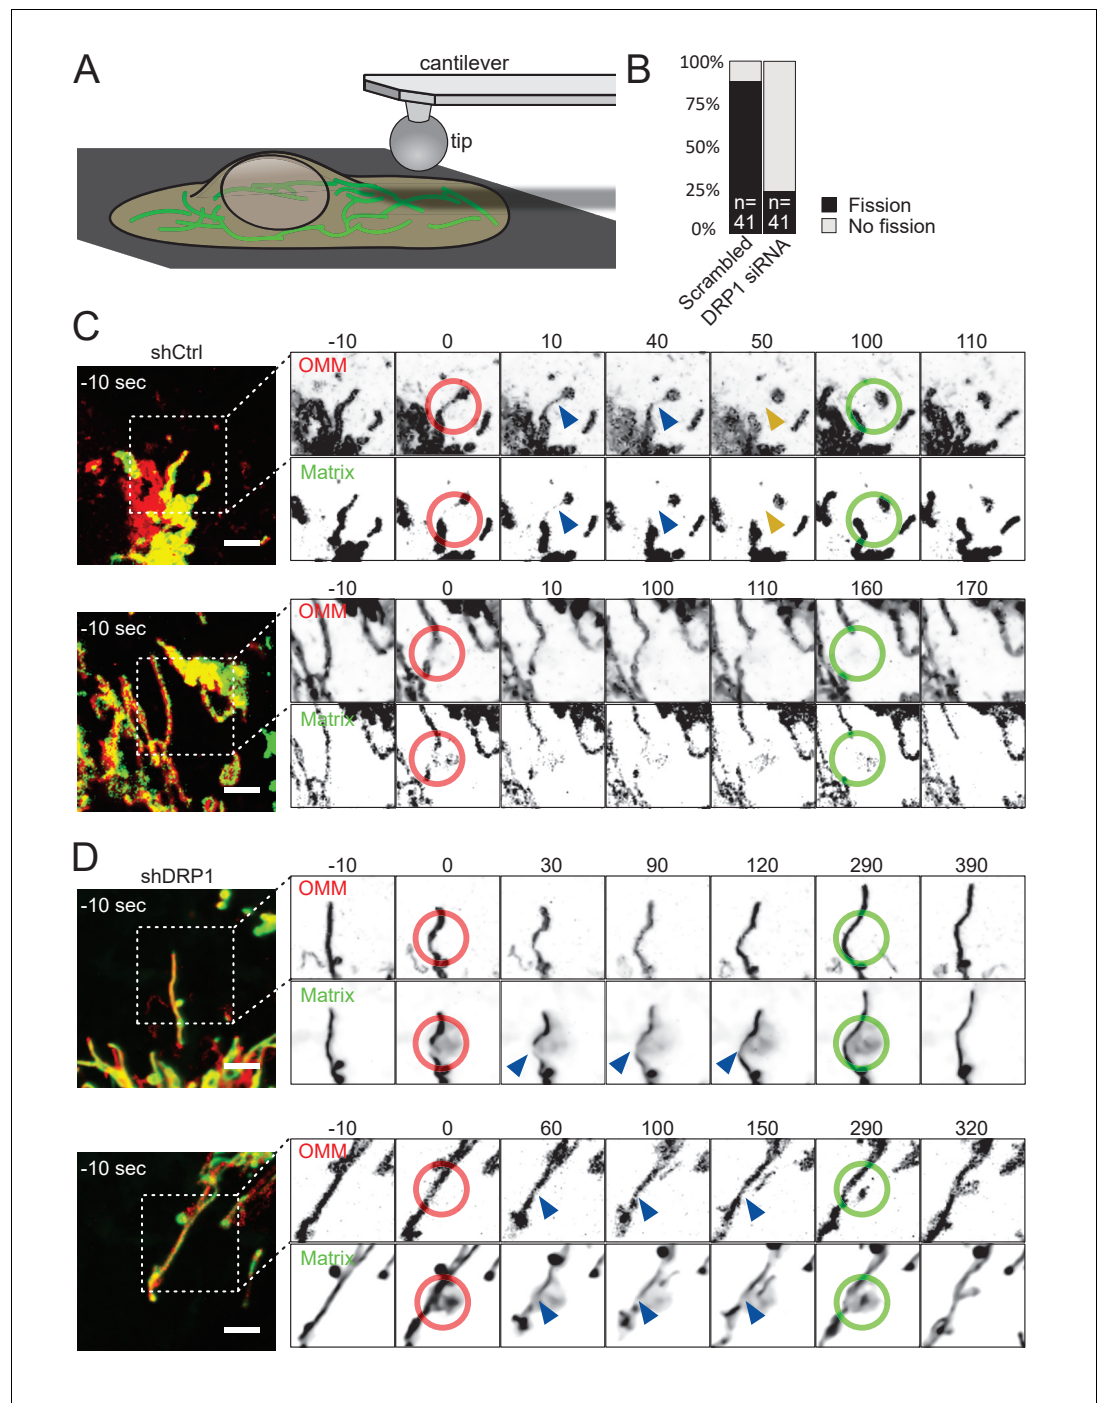 A
cantilever
tip
B
100%
75%
50%
25%
0%
n=
41
n=
41
Scrambled
DRP1 siRNA
Fission
No fission
C
shCtrl
-10 sec
-10 0 10 40 50 100 110
OMM
Matrix
-10 sec
-10 0 10 100 110 160 170
OMM
Matrix
D
shDRP1
-10 sec
-10 0 30 90 120 290 390
OMM
Matrix
-10 sec
-10 0 60 100 150 290 320
OMM
Matrix